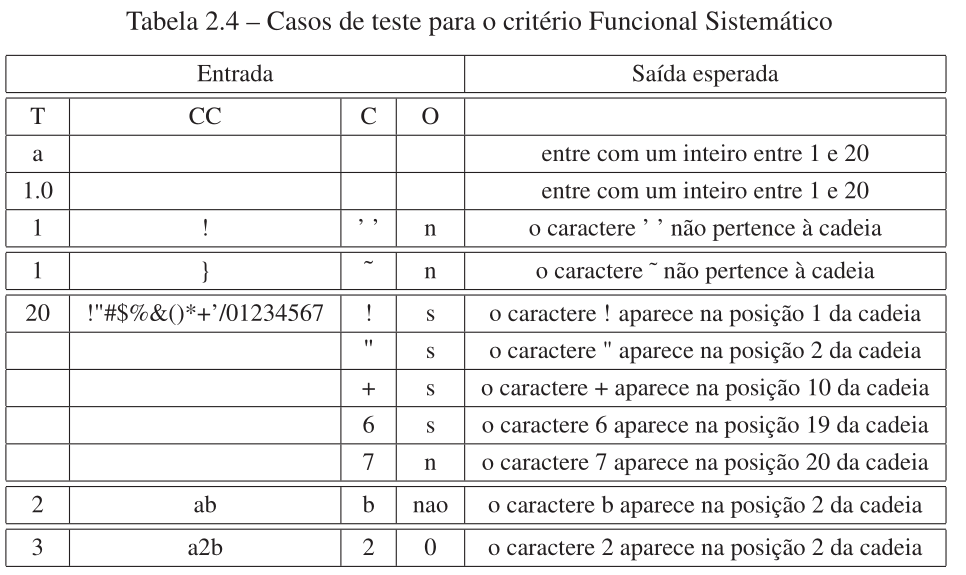 Tabela 2.4 – Casos de teste para o critério Funcional Sistemático
Entrada Saída esperada
T CC C O
a entre com um inteiro entre 1 e 20
1.0 entre com um inteiro entre 1 e 20
1 ! ’ ’ n o caractere ’ ’ não pertence à cadeia
1 } ˜ n o caractere ˜ não pertence à cadeia
20 !"#$%&()*+’/01234567 ! s o caractere ! aparece na posição 1 da cadeia
" s o caractere " aparece na posição 2 da cadeia
+ s o caractere + aparece na posição 10 da cadeia
6 s o caractere 6 aparece na posição 19 da cadeia
7 n o caractere 7 aparece na posição 20 da cadeia
2 ab b nao o caractere b aparece na posição 2 da cadeia
3 a2b 2 0 o caractere 2 aparece na posição 2 da cadeia